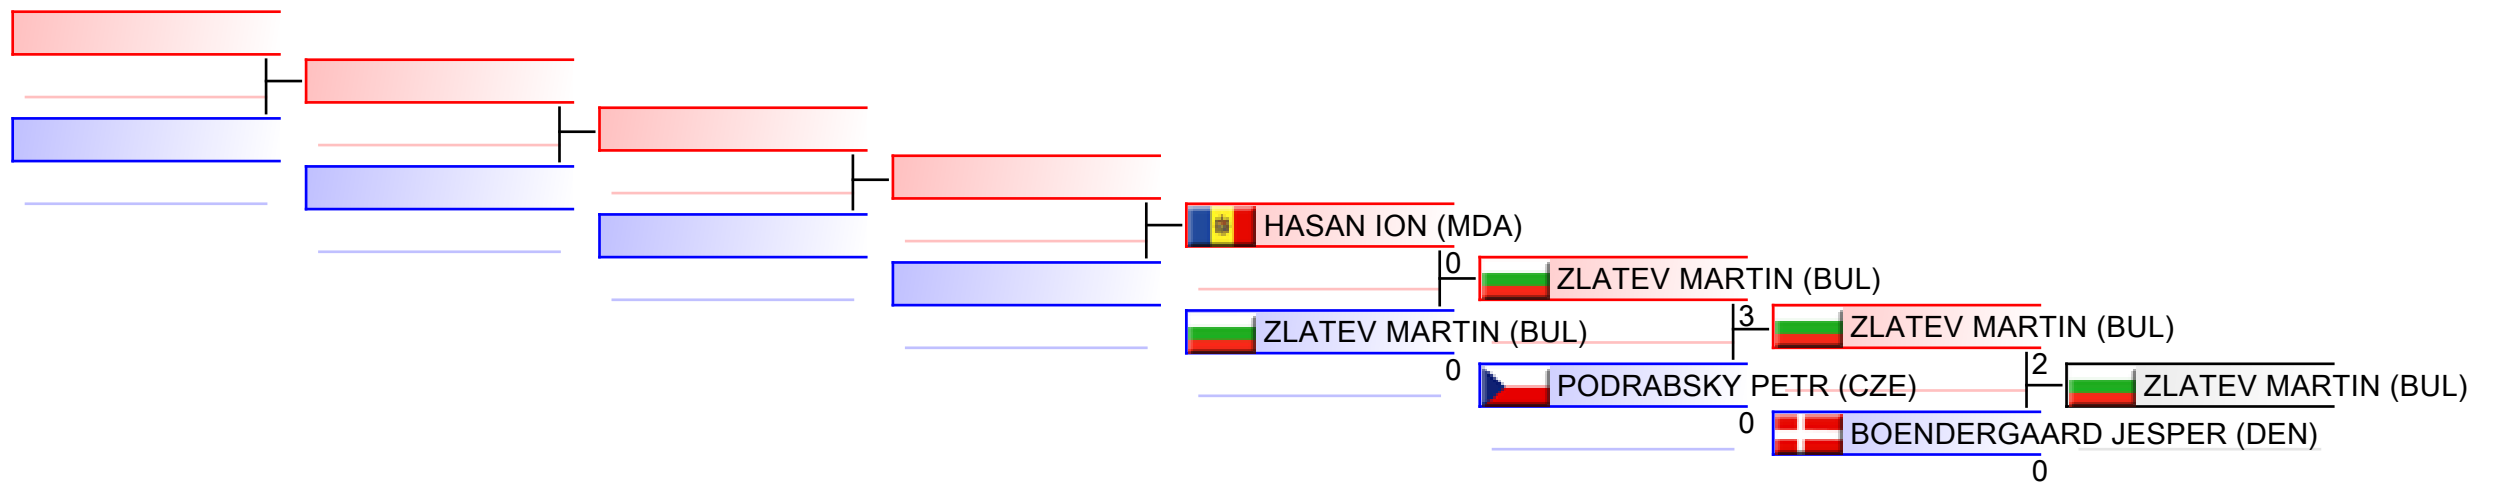 HASAN ION (MDA)
0
ZLATEV MARTIN (BUL)
0
ZLATEV MARTIN (BUL)
3
PODRABSKY PETR (CZE)
0
ZLATEV MARTIN (BUL)
2
BOENDERGAARD JESPER (DEN)
0
ZLATEV MARTIN (BUL)